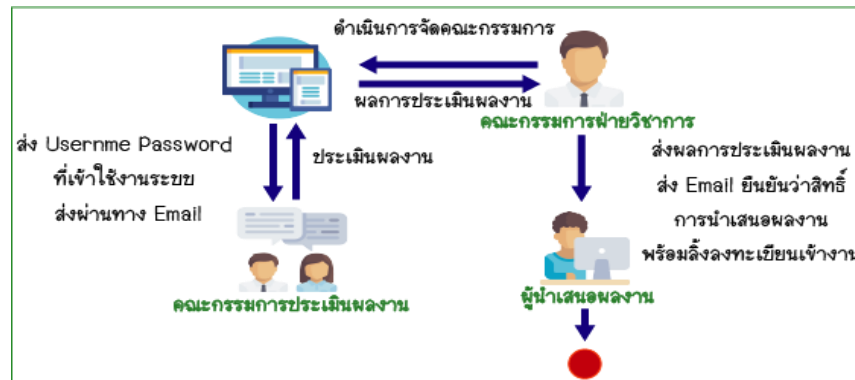 ดำเนินการจัดคณะกรรมการ
ผลการประเมินผลงาน
คณะกรรมการฝ่ายวิชาการ
ส่ง Usernme Password
ที่เข้าใช้งานระบบ
ส่งผ่านทาง Email
ประเมินผลงาน
ส่งผลการประเมินผลงาน
ส่ง Email ยืนยันว่าสิทธิ์
การนำเสนอผลงาน
พร้อมลิ้งลงทะเบียนเข้างาน
คณะกรรมการประเมินผลงาน
ผู้นำเสนอผลงาน